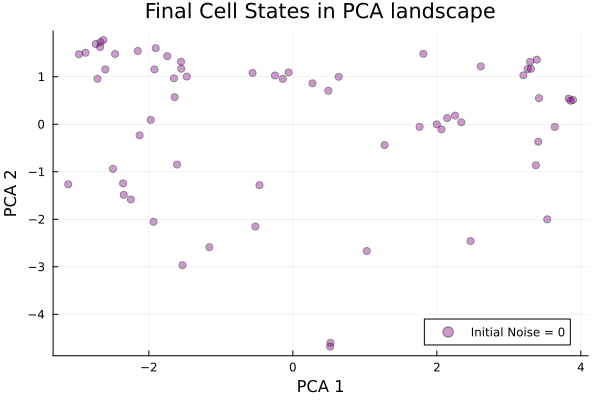 Final Cell States in PCA landscape
PCA 2
1
0
−1
−2
−3
−4
Initial Noise = 0
−2
0
2
4
PCA 1